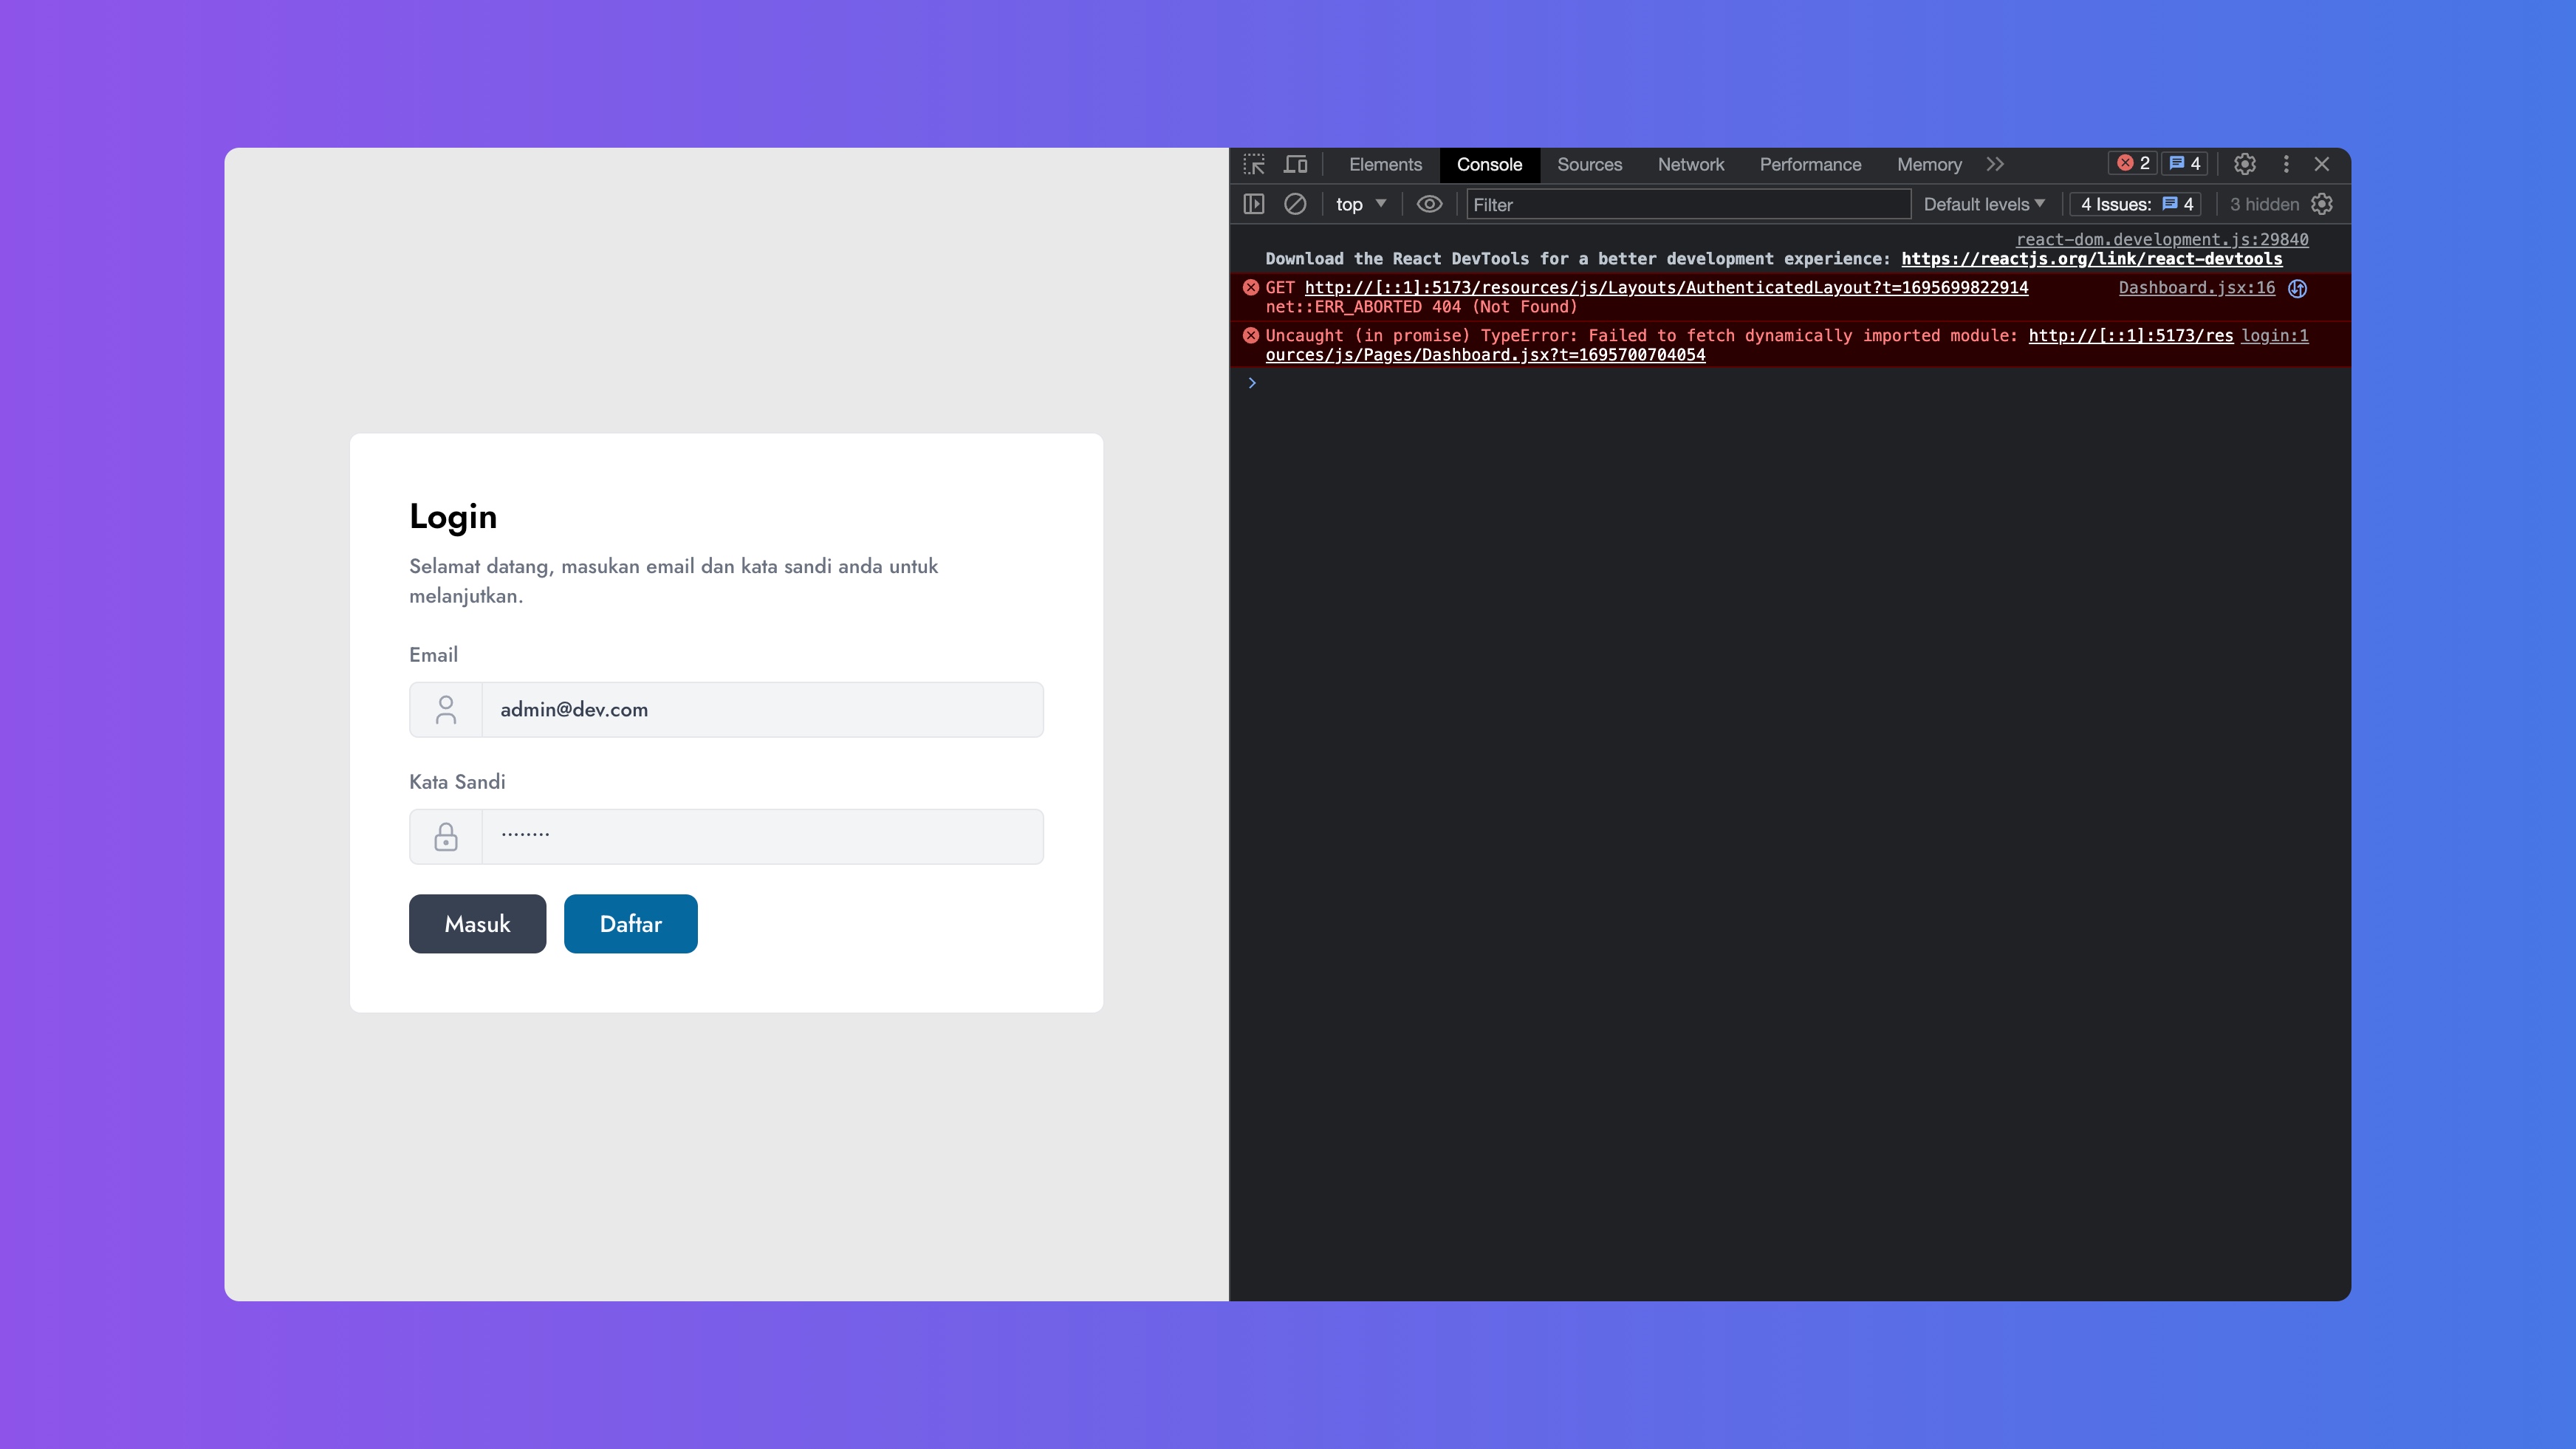 Login
Selamat datang, masukan email dan kata sandi anda untuk
melanjutkan.
Email
admin@dev.com
Kata Sandi
········
Masuk Daftar
Elements Console Sources Network Performance Memory 2 4
top Filter Default levels 4 Issues: 4 3 hidden
react-dom.development.js:29840
Download the React DevTools for a better development experience: https://reactjs.org/link/react-devtools
GET http://[::1]:5173/resources/js/Layouts/AuthenticatedLayout?t=1695699822914 Dashboard.jsx:16
net::ERR_ABORTED 404 (Not Found)
Uncaught (in promise) TypeError: Failed to fetch dynamically imported module: http://[::1]:5173/res login:1
ources/js/Pages/Dashboard.jsx?t=1695700704054